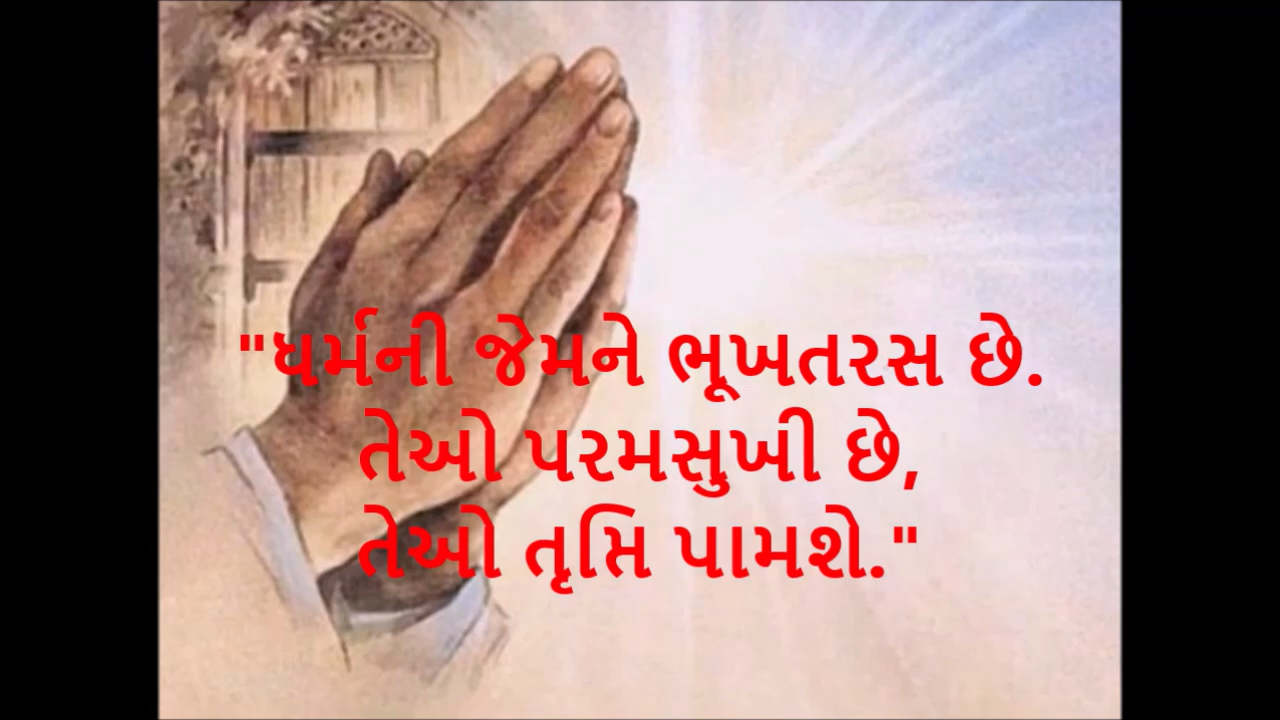 "ધર્મની જેમને ભૂખતરસ છે.
તેઓ પરમસુખી છે,
તેઓ તૃપ્તિ પામશે."